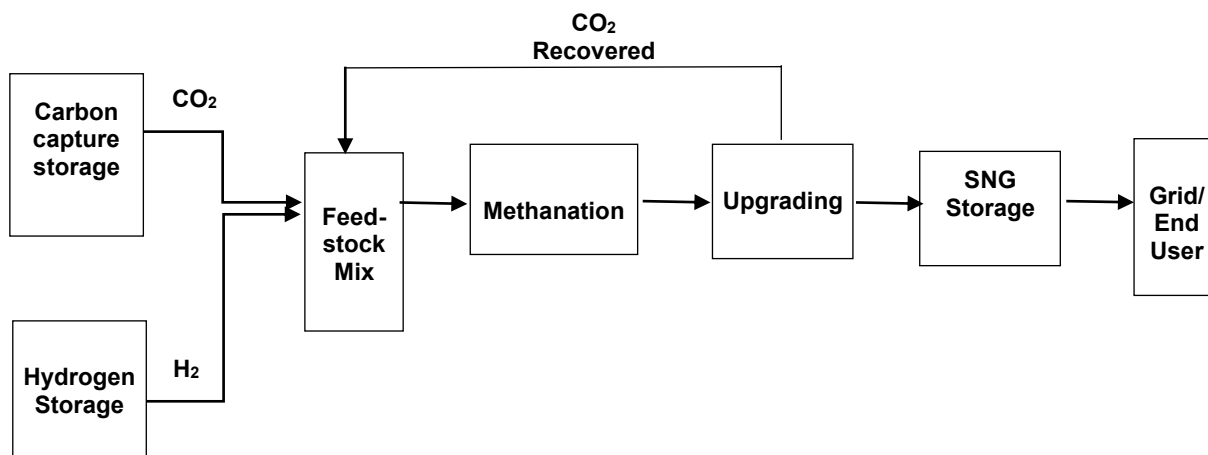 CO₂
Recovered
Carbon
capture
storage
CO₂
Feed-
stock
Mix
Methanation
Upgrading
SNG
Storage
Grid/
End
User
Hydrogen
Storage
H₂